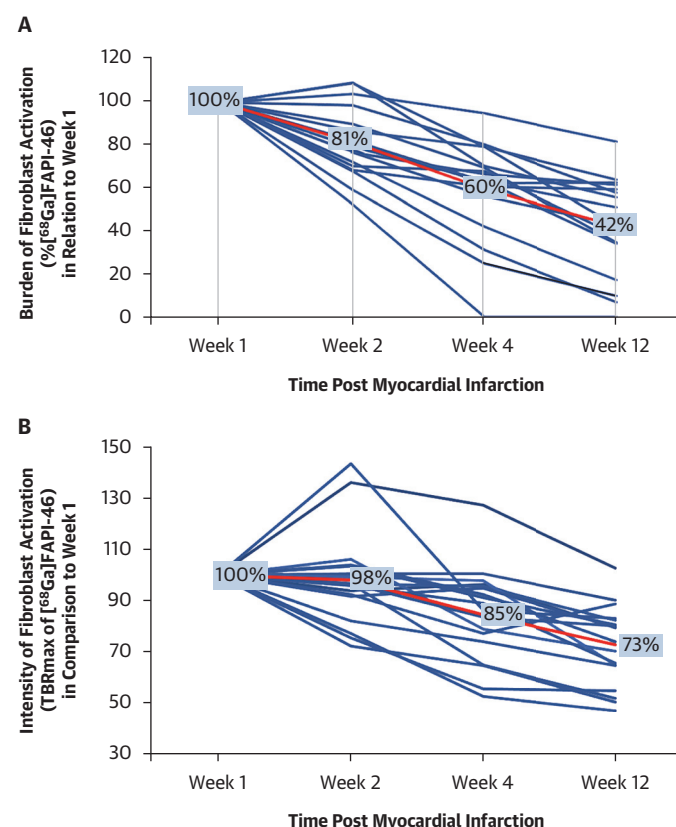 A
Burden of Fibroblast Activation
(%[⁶⁸Ga]FAPI-46)
in Relation to Week 1
120
100
80
60
40
20
0
100%
81%
60%
42%
Week 1
Week 2
Week 4
Week 12
Time Post Myocardial Infarction
B
Intensity of Fibroblast Activation
(TBRmax of [⁶⁸Ga]FAPI-46)
in Comparison to Week 1
150
130
110
90
70
50
30
100%
98%
85%
73%
Week 1
Week 2
Week 4
Week 12
Time Post Myocardial Infarction